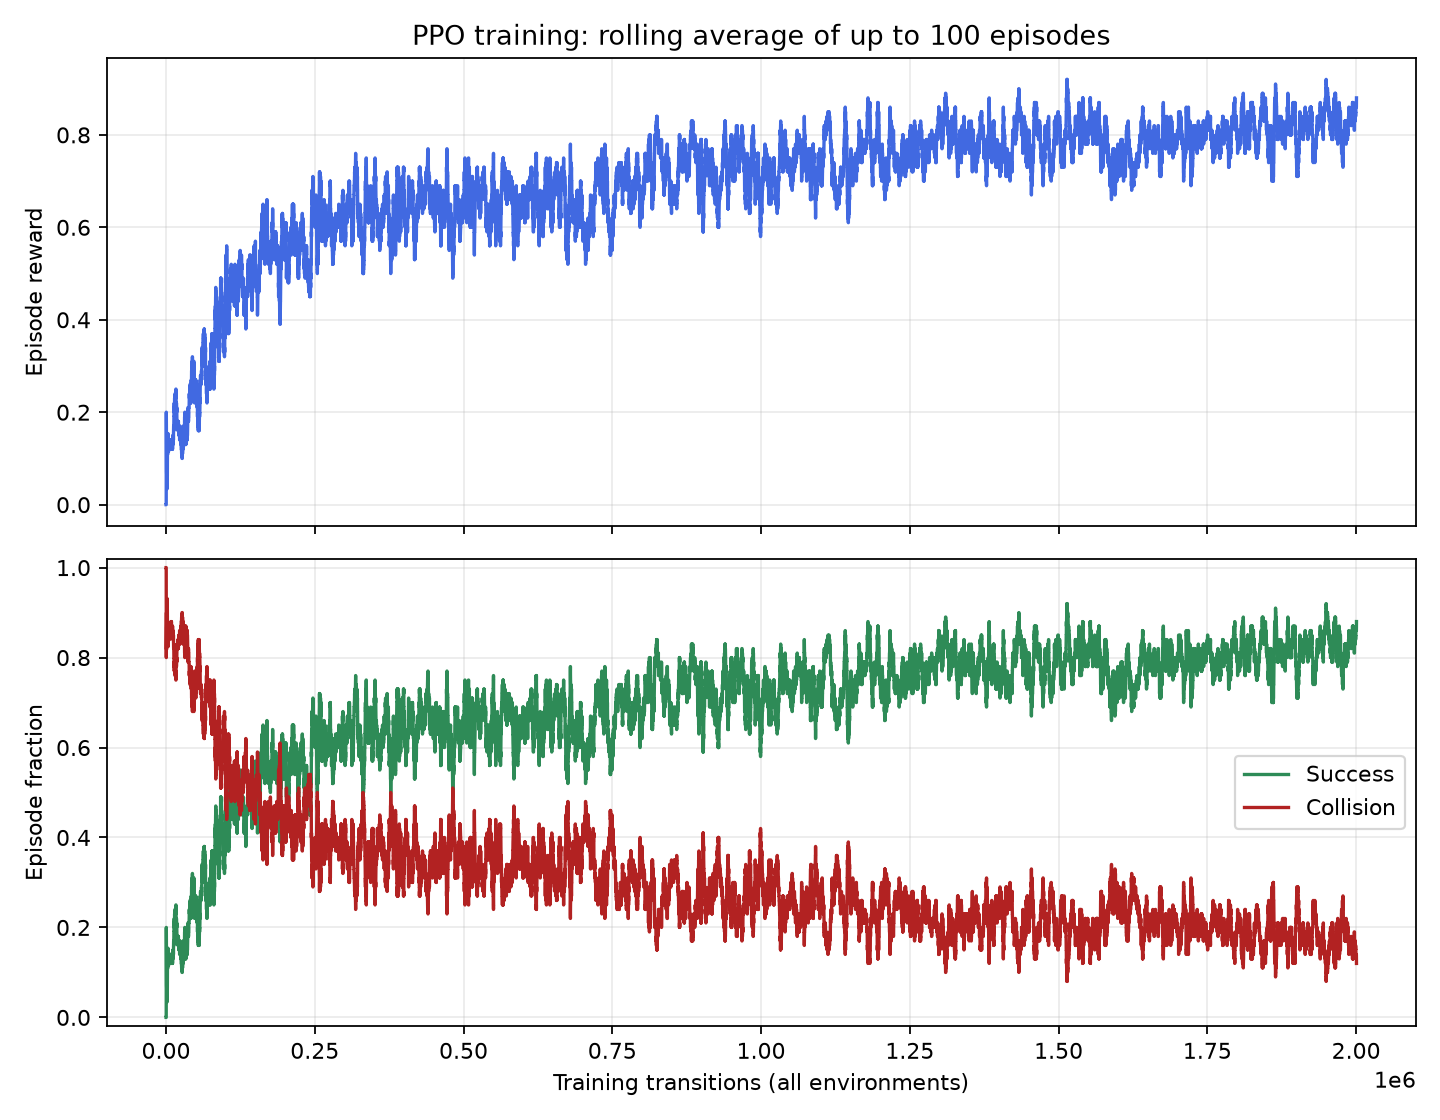 PPO training: rolling average of up to 100 episodes
Episode reward
0.8
0.6
0.4
0.2
0.0
Episode fraction
1.0
0.8
0.6
0.4
0.2
0.0
Success
Collision
0.00 0.25 0.50 0.75 1.00 1.25 1.50 1.75 2.00
1e6
Training transitions (all environments)